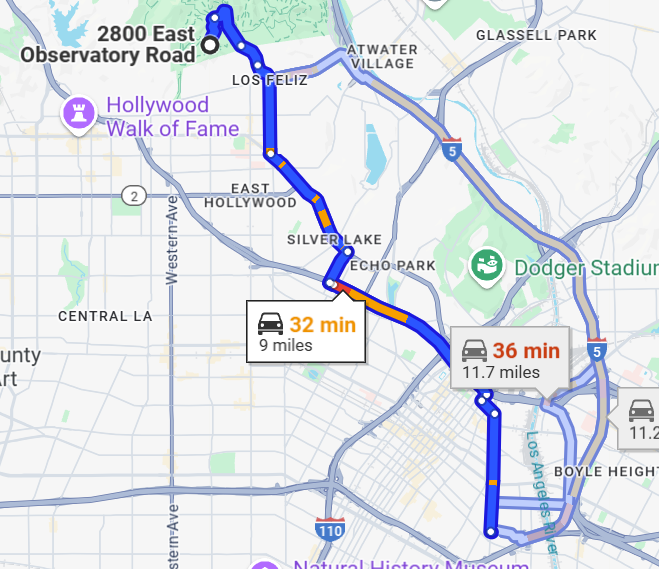 GLASSELL PARK
2800 East
Observatory Road
ATWATER
VILLAGE
LOS FELIZ
Hollywood
Walk of Fame
5
2
EAST
HOLLYWOOD
Western-Ave
SILVER LAKE
ECHO PARK
Dodger Stadiu
CENTRAL LA
32 min
9 miles
36 min
11.7 miles
5
ounty
Art
11.2
Los Angeles River
BOYLE HEIGHT
stern-Ave
110
Natural History Museum